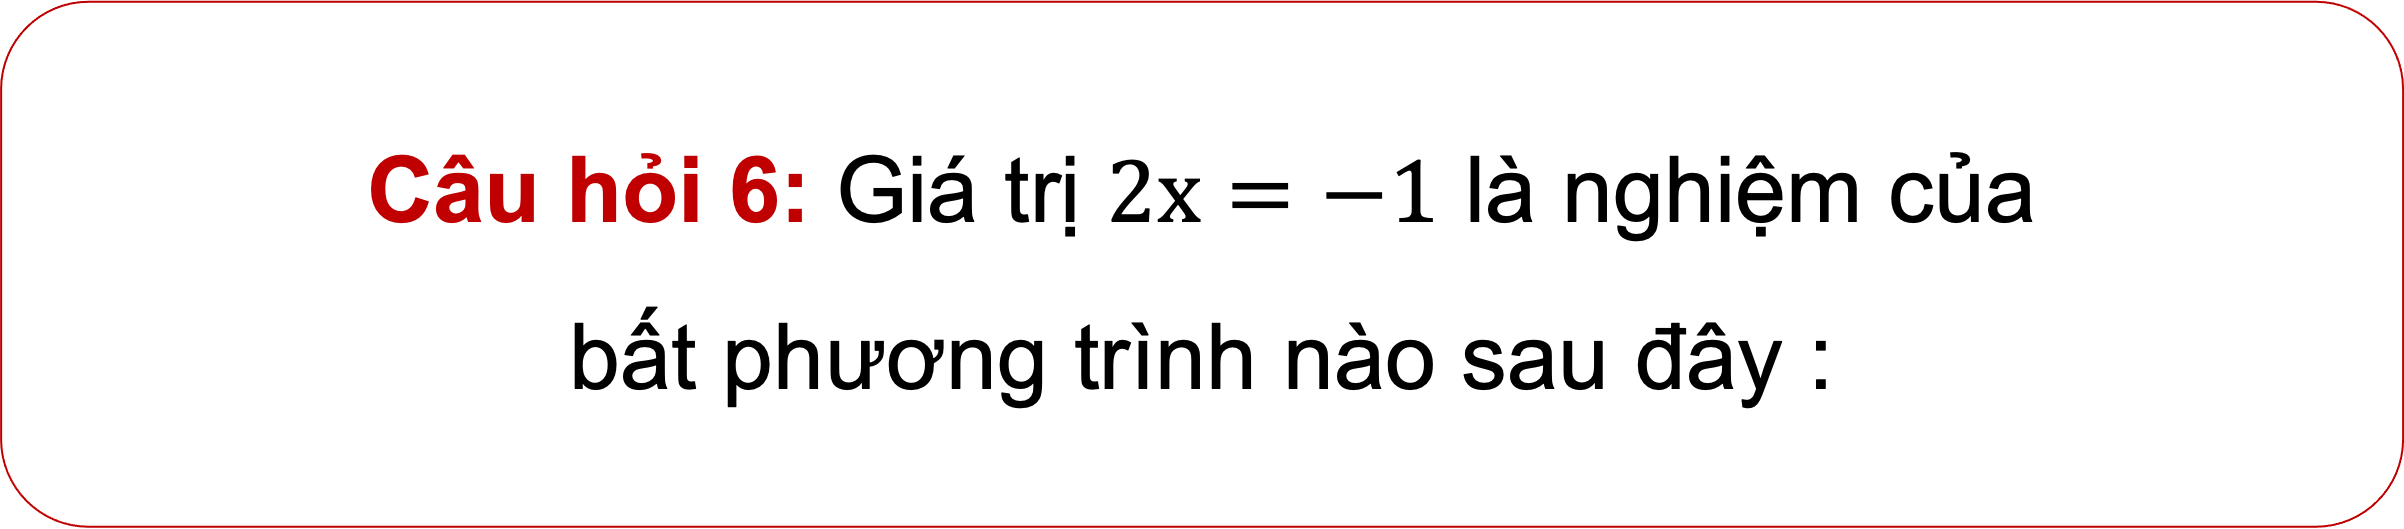 Câu hỏi 6: Giá trị 2x = −1 là nghiệm của
bất phương trình nào sau đây :